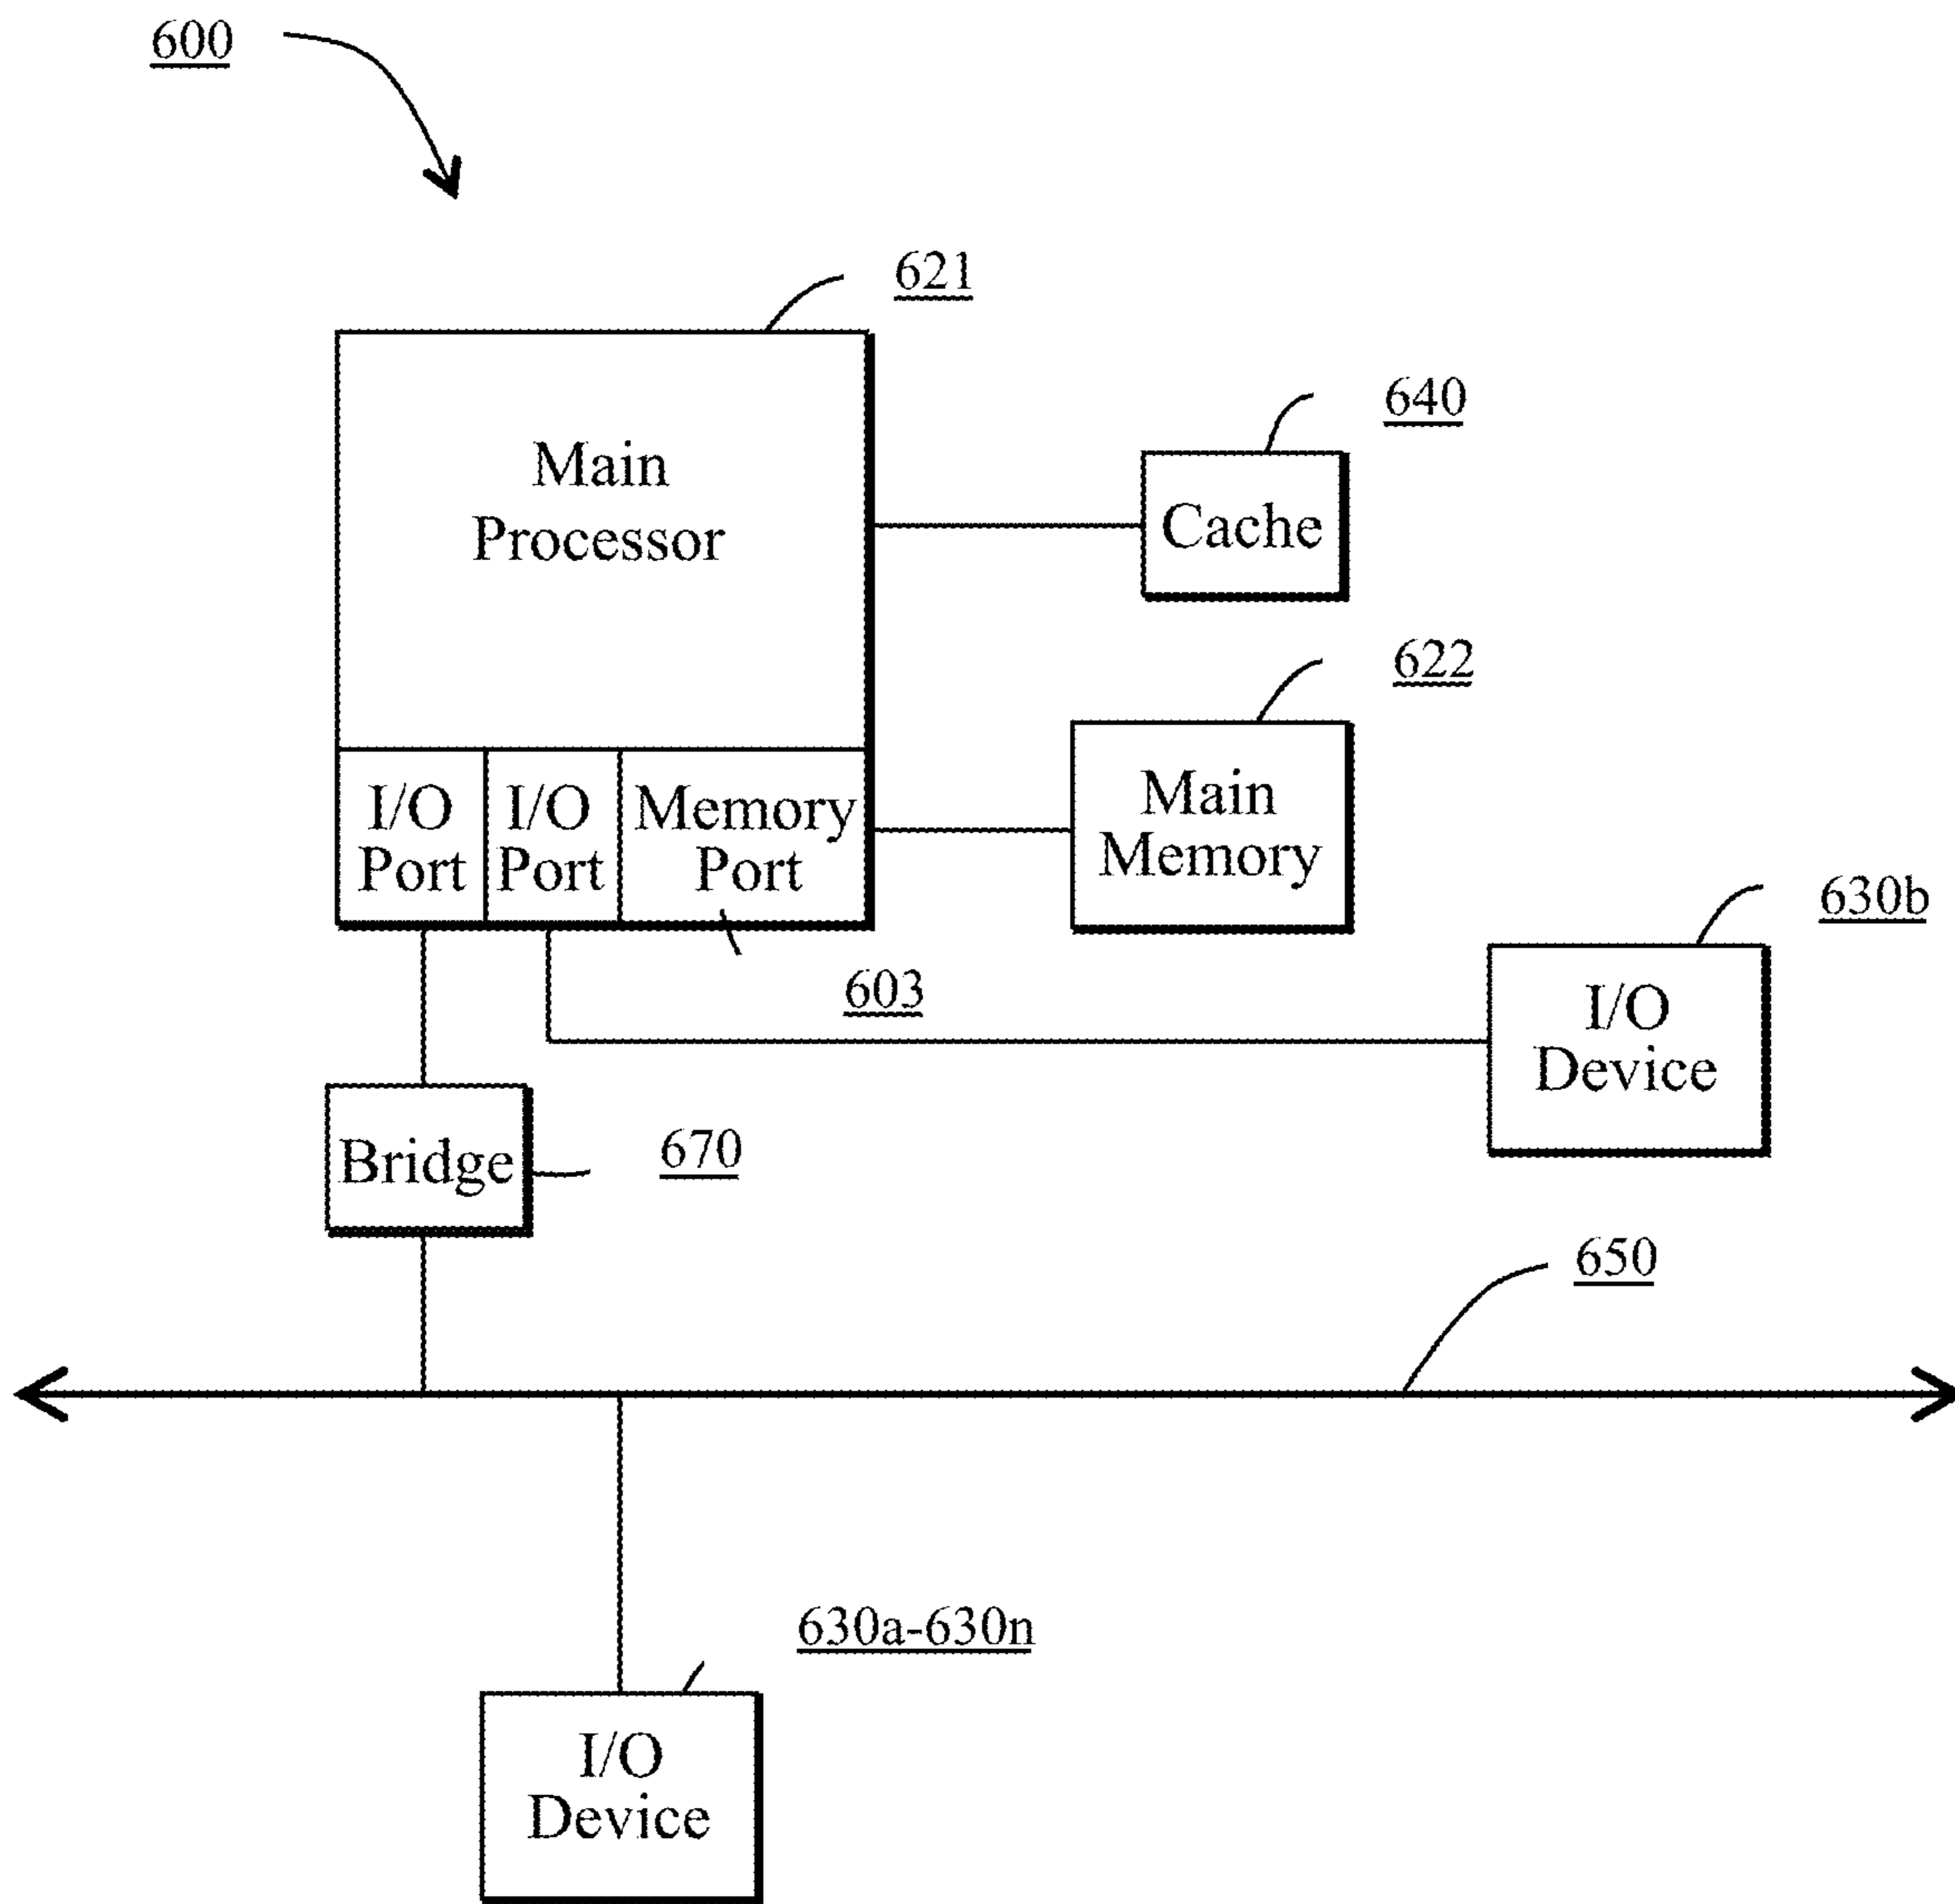 600
621
640
Main
Processor
Cache
622
I/O
Port
I/O
Port
Memory
Port
Main
Memory
630b
603
I/O
Device
Bridge
670
650
630a-630n
I/O
Device